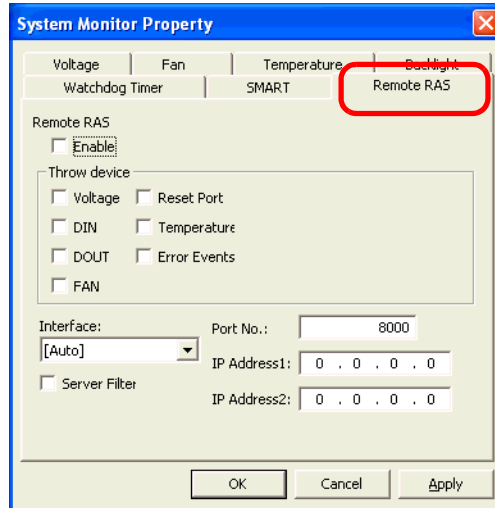 System Monitor Property
Voltage Fan Temperature Backlight
Watchdog Timer SMART Remote RAS
Remote RAS
Enable
Throw device
Voltage Reset Port
DIN Temperature
DOUT Error Events
FAN
Interface: Port No.: 8000
[Auto] IP Address1: 0 . 0 . 0 . 0
Server Filter IP Address2: 0 . 0 . 0 . 0
OK Cancel Apply